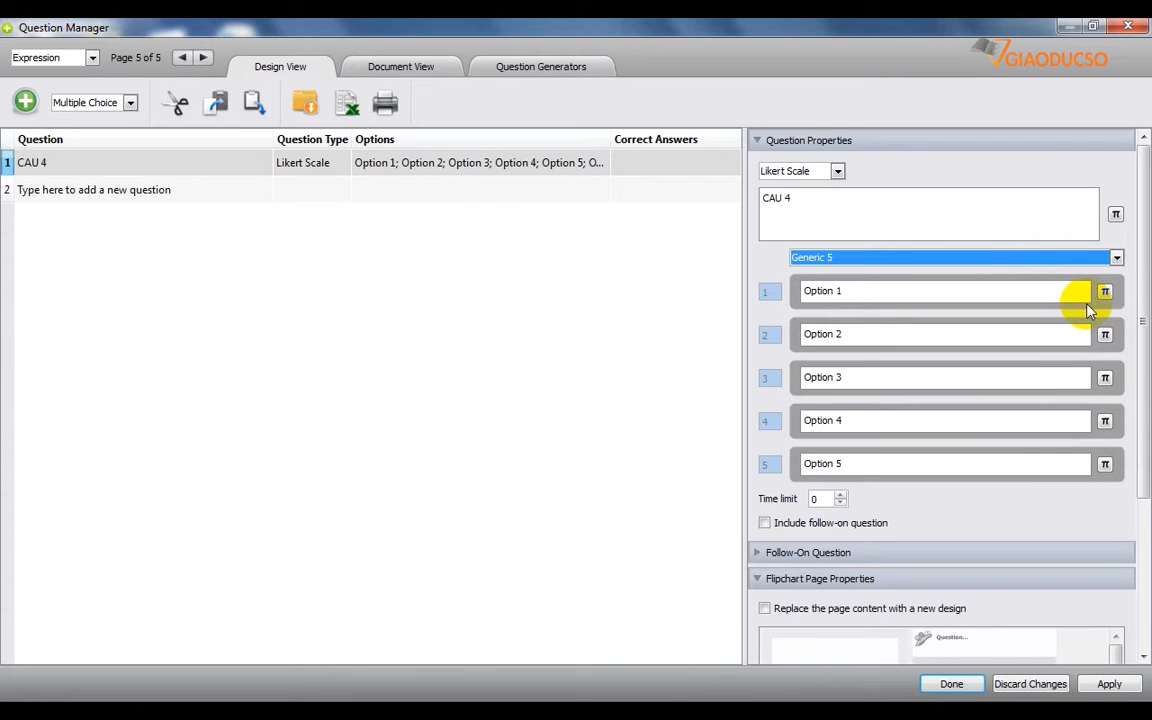 Question Manager
Expression
Page 5 of 5
Design View
Document View
Question Generators
GIAODUCSO
Multiple Choice
Question
Question Type
Options
Correct Answers
1
CAU 4
Likert Scale
Option 1; Option 2; Option 3; Option 4; Option 5; O...
2
Type here to add a new question
Question Properties
Likert Scale
CAU 4
π
Generic 5
1
Option 1
π
2
Option 2
π
3
Option 3
π
4
Option 4
π
5
Option 5
π
Time limit
0
Include follow-on question
Follow-On Question
Flipchart Page Properties
Replace the page content with a new design
Question...
Done
Discard Changes
Apply